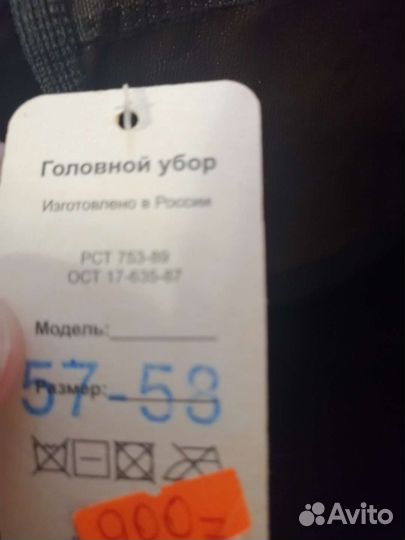 Головной убор
Изготовлено в России
РСТ 753-89
ОСТ 17-635-87
Модель:
57-58
Размер:
900=
Avito